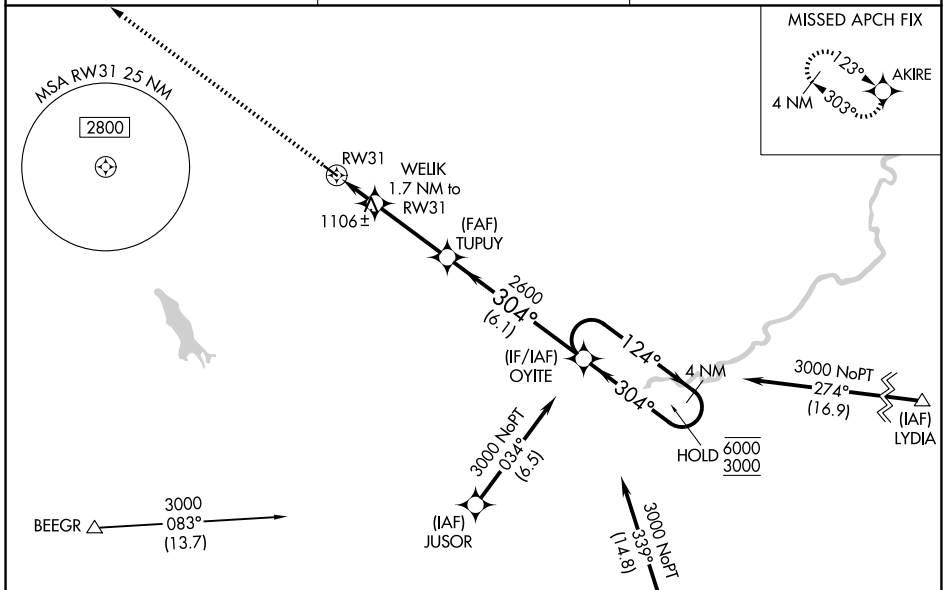 MISSED APCH FIX
123°
AKIRE
4 NM
303°
MSA RW31 25 NM
2800
RW31
WELIK
1.7 NM to
RW31
1106±
(FAF)
TUPUY
2600
304°
(6.1)
(IF/IAF)
OYITE
124°
4 NM
304°
HOLD
6000
3000
3000 NoPT
274°
(16.9)
(IAF)
LYDIA
3000 NoPT
034°
(6.5)
(IAF)
JUSOR
BEEGR
3000
083°
(13.7)
3000 NoPT
339°
(14.8)